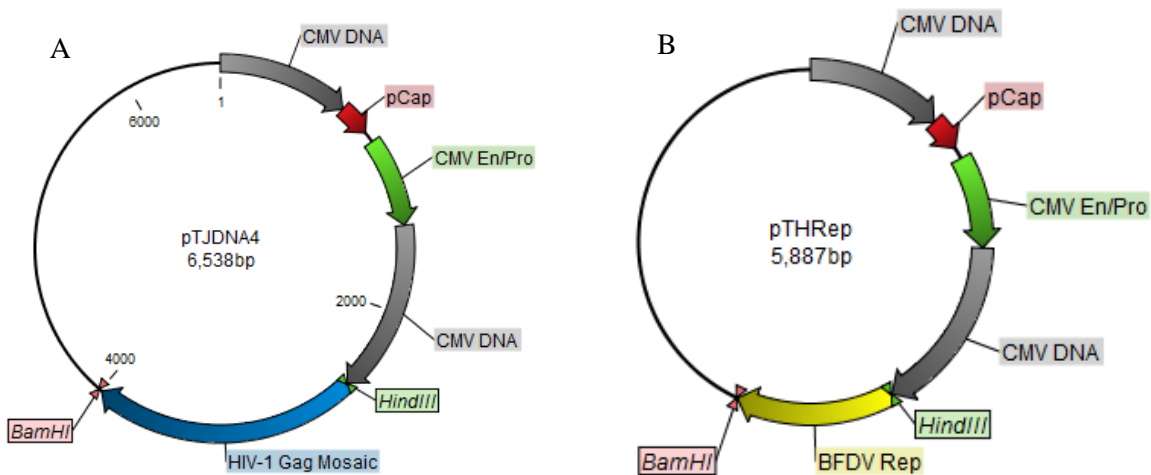 A
CMV DNA
pCap
CMV En/Pro
CMV DNA
HindIII
HIV-1 Gag Mosaic
BamHI
1
2000
4000
6000
pTJDNA4
6,538bp
B
CMV DNA
pCap
CMV En/Pro
CMV DNA
HindIII
BFDV Rep
BamHI
pTHRep
5,887bp